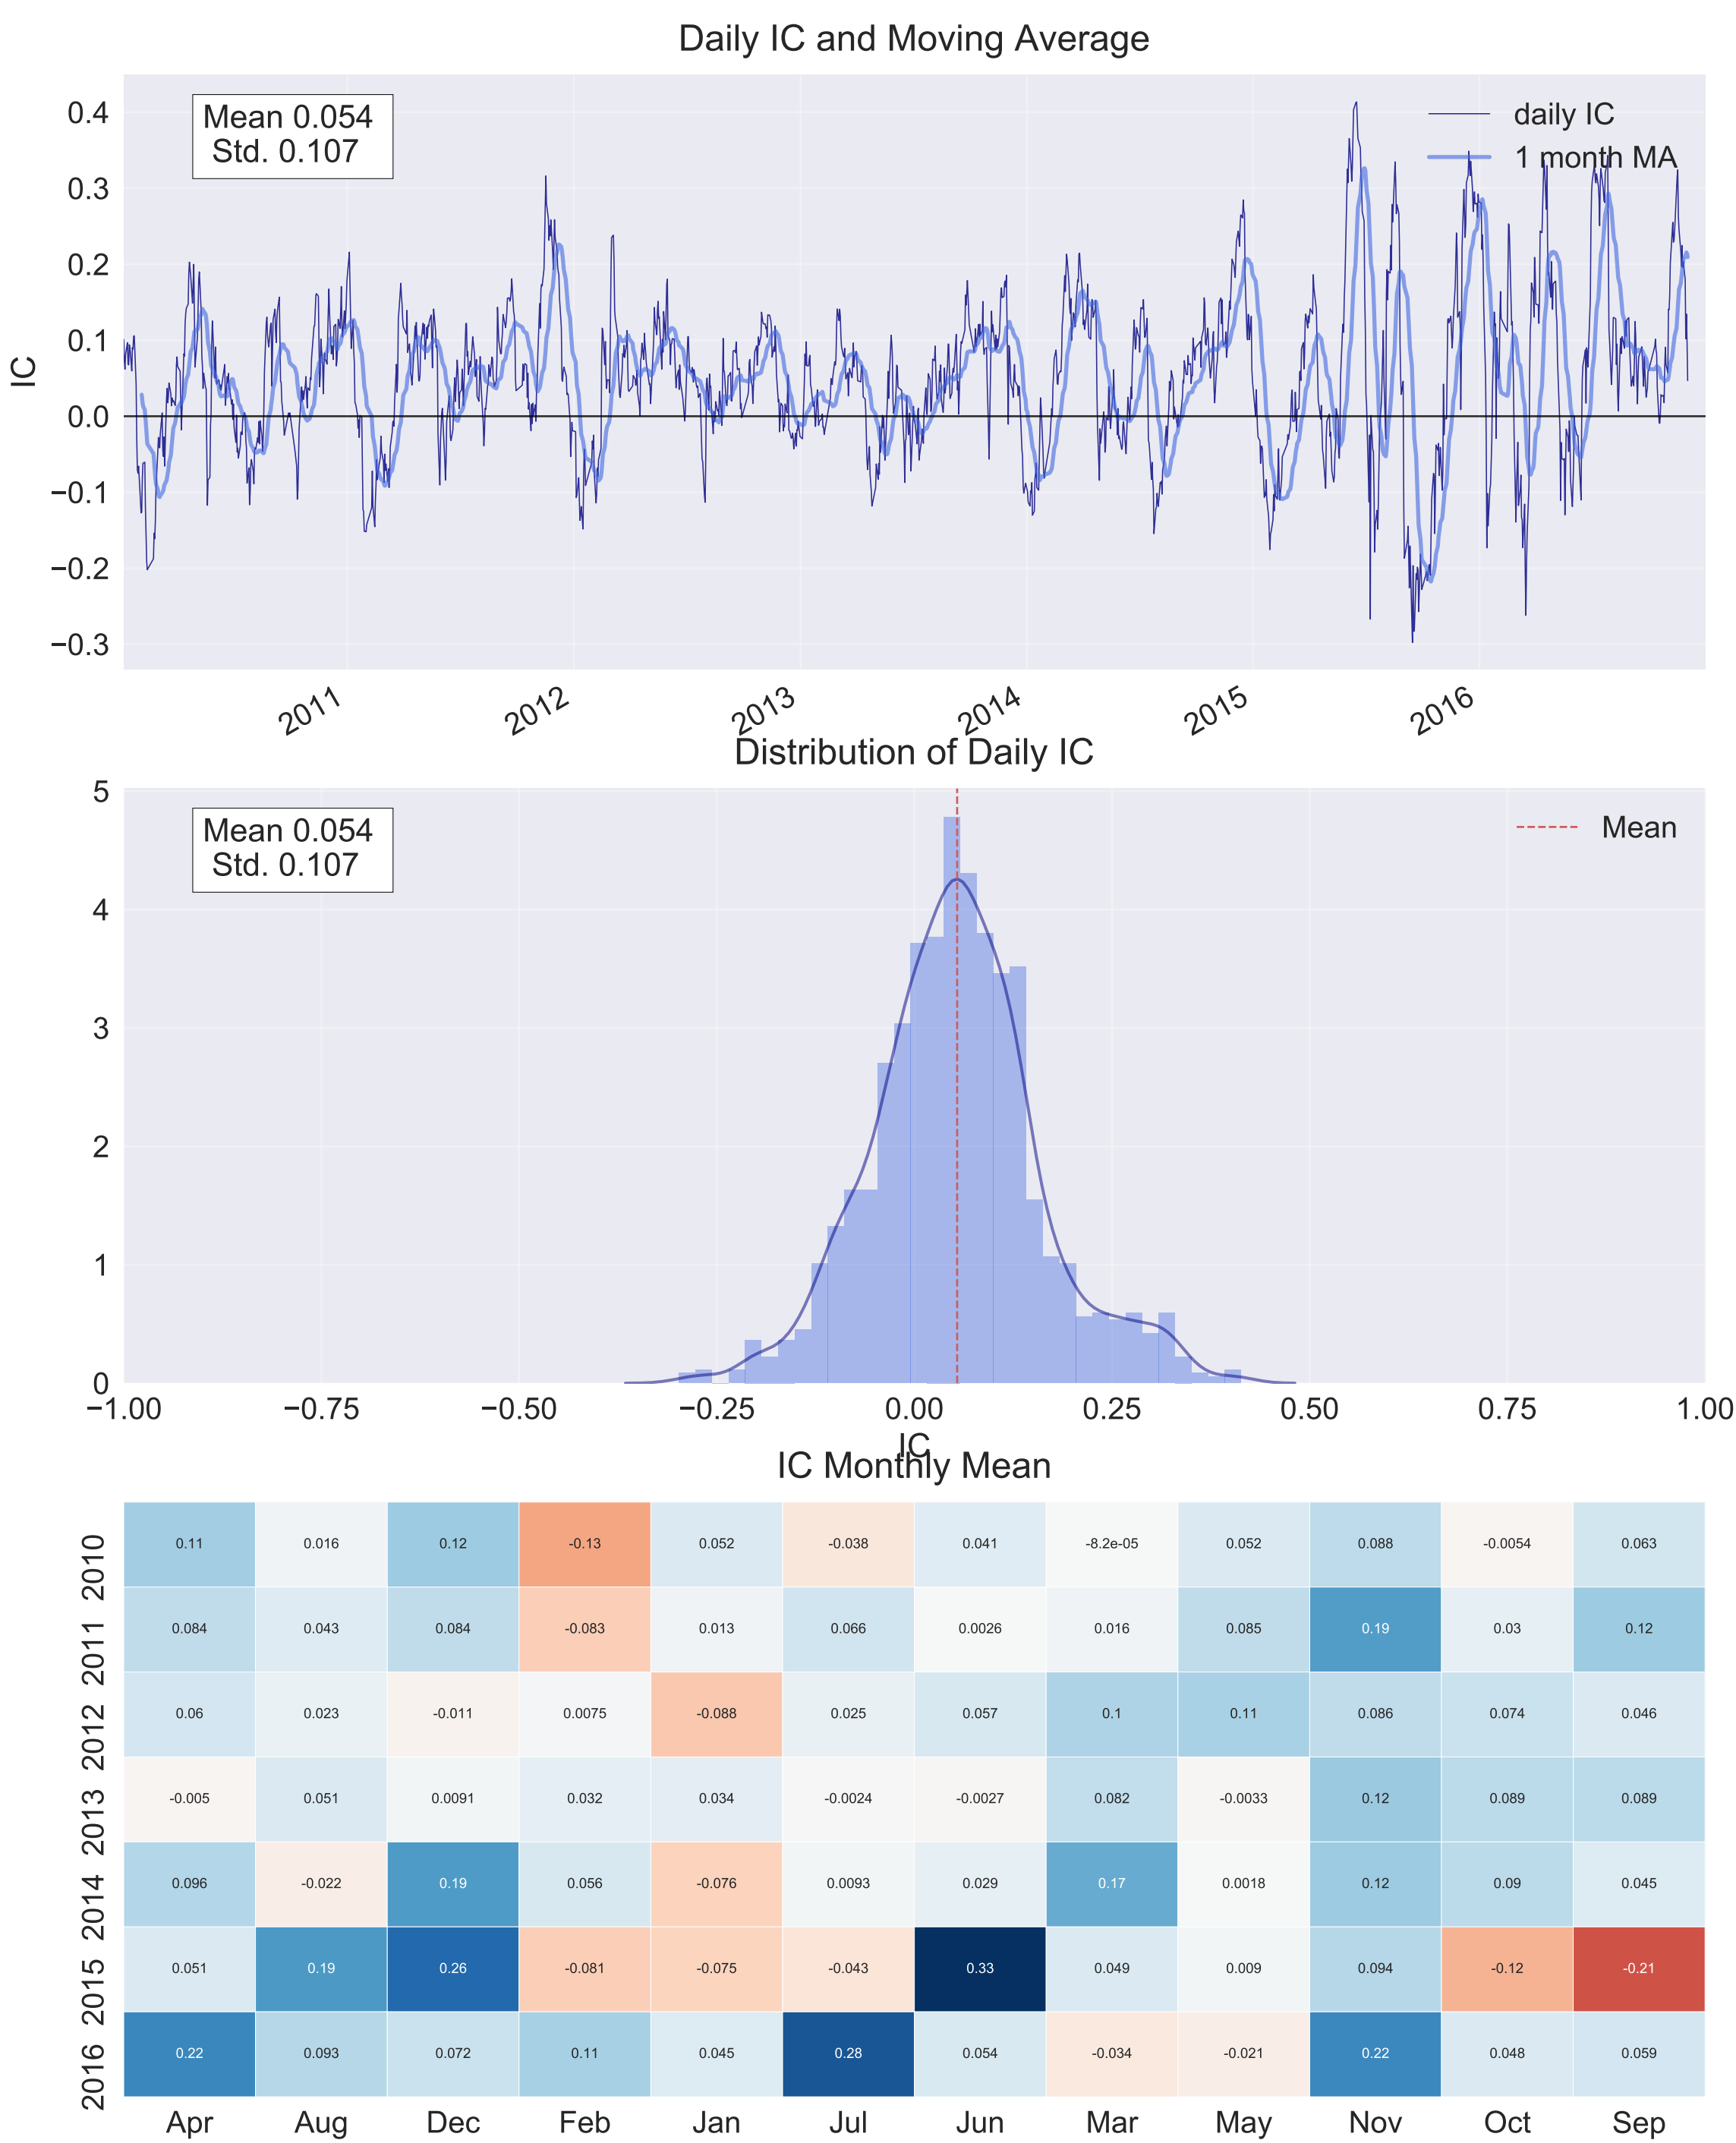 Daily IC and Moving Average
Mean 0.054
Std. 0.107
daily IC
1 month MA
IC
0.4
0.3
0.2
0.1
0.0
−0.1
−0.2
−0.3
2011 2012 2013 2014 2015 2016
Distribution of Daily IC
Mean 0.054
Std. 0.107
Mean
5
4
3
2
1
0
−1.00 −0.75 −0.50 −0.25 0.00 0.25 0.50 0.75 1.00
IC
IC Monthly Mean
2010 0.11 0.016 0.12 -0.13 0.052 -0.038 0.041 -8.2e-05 0.052 0.088 -0.0054 0.063
2011 0.084 0.043 0.084 -0.083 0.013 0.066 0.0026 0.016 0.085 0.19 0.03 0.12
2012 0.06 0.023 -0.011 0.0075 -0.088 0.025 0.057 0.1 0.11 0.086 0.074 0.046
2013 -0.005 0.051 0.0091 0.032 0.034 -0.0024 -0.0027 0.082 -0.0033 0.12 0.089 0.089
2014 0.096 -0.022 0.19 0.056 -0.076 0.0093 0.029 0.17 0.0018 0.12 0.09 0.045
2015 0.051 0.19 0.26 -0.081 -0.075 -0.043 0.33 0.049 0.009 0.094 -0.12 -0.21
2016 0.22 0.093 0.072 0.11 0.045 0.28 0.054 -0.034 -0.021 0.22 0.048 0.059
Apr Aug Dec Feb Jan Jul Jun Mar May Nov Oct Sep